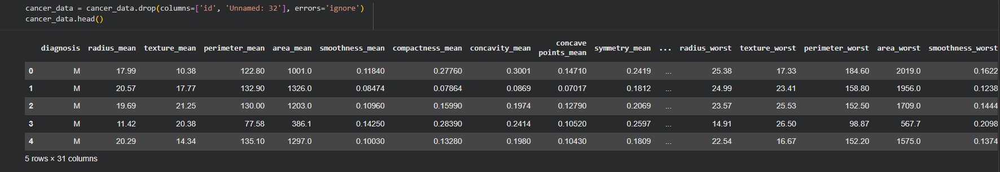 cancer_data = cancer_data.drop(columns=['id', 'Unnamed: 32'], errors='ignore')
cancer_data.head()
diagnosis radius_mean texture_mean perimeter_mean area_mean smoothness_mean compactness_mean concavity_mean concave points_mean symmetry_mean ... radius_worst texture_worst perimeter_worst area_worst smoothness_worst
0 M 17.99 10.38 122.80 1001.0 0.11840 0.27760 0.3001 0.14710 0.2419 ... 25.38 17.33 184.60 2019.0 0.1622
1 M 20.57 17.77 132.90 1326.0 0.08474 0.07864 0.0869 0.07017 0.1812 ... 24.99 23.41 158.80 1956.0 0.1238
2 M 19.69 21.25 130.00 1203.0 0.10960 0.15990 0.1974 0.12790 0.2069 ... 23.57 25.53 152.50 1709.0 0.1444
3 M 11.42 20.38 77.58 386.1 0.14250 0.28390 0.2414 0.10520 0.2597 ... 14.91 26.50 98.87 567.7 0.2098
4 M 20.29 14.34 135.10 1297.0 0.10030 0.13280 0.1980 0.10430 0.1809 ... 22.54 16.67 152.20 1575.0 0.1374
5 rows × 31 columns